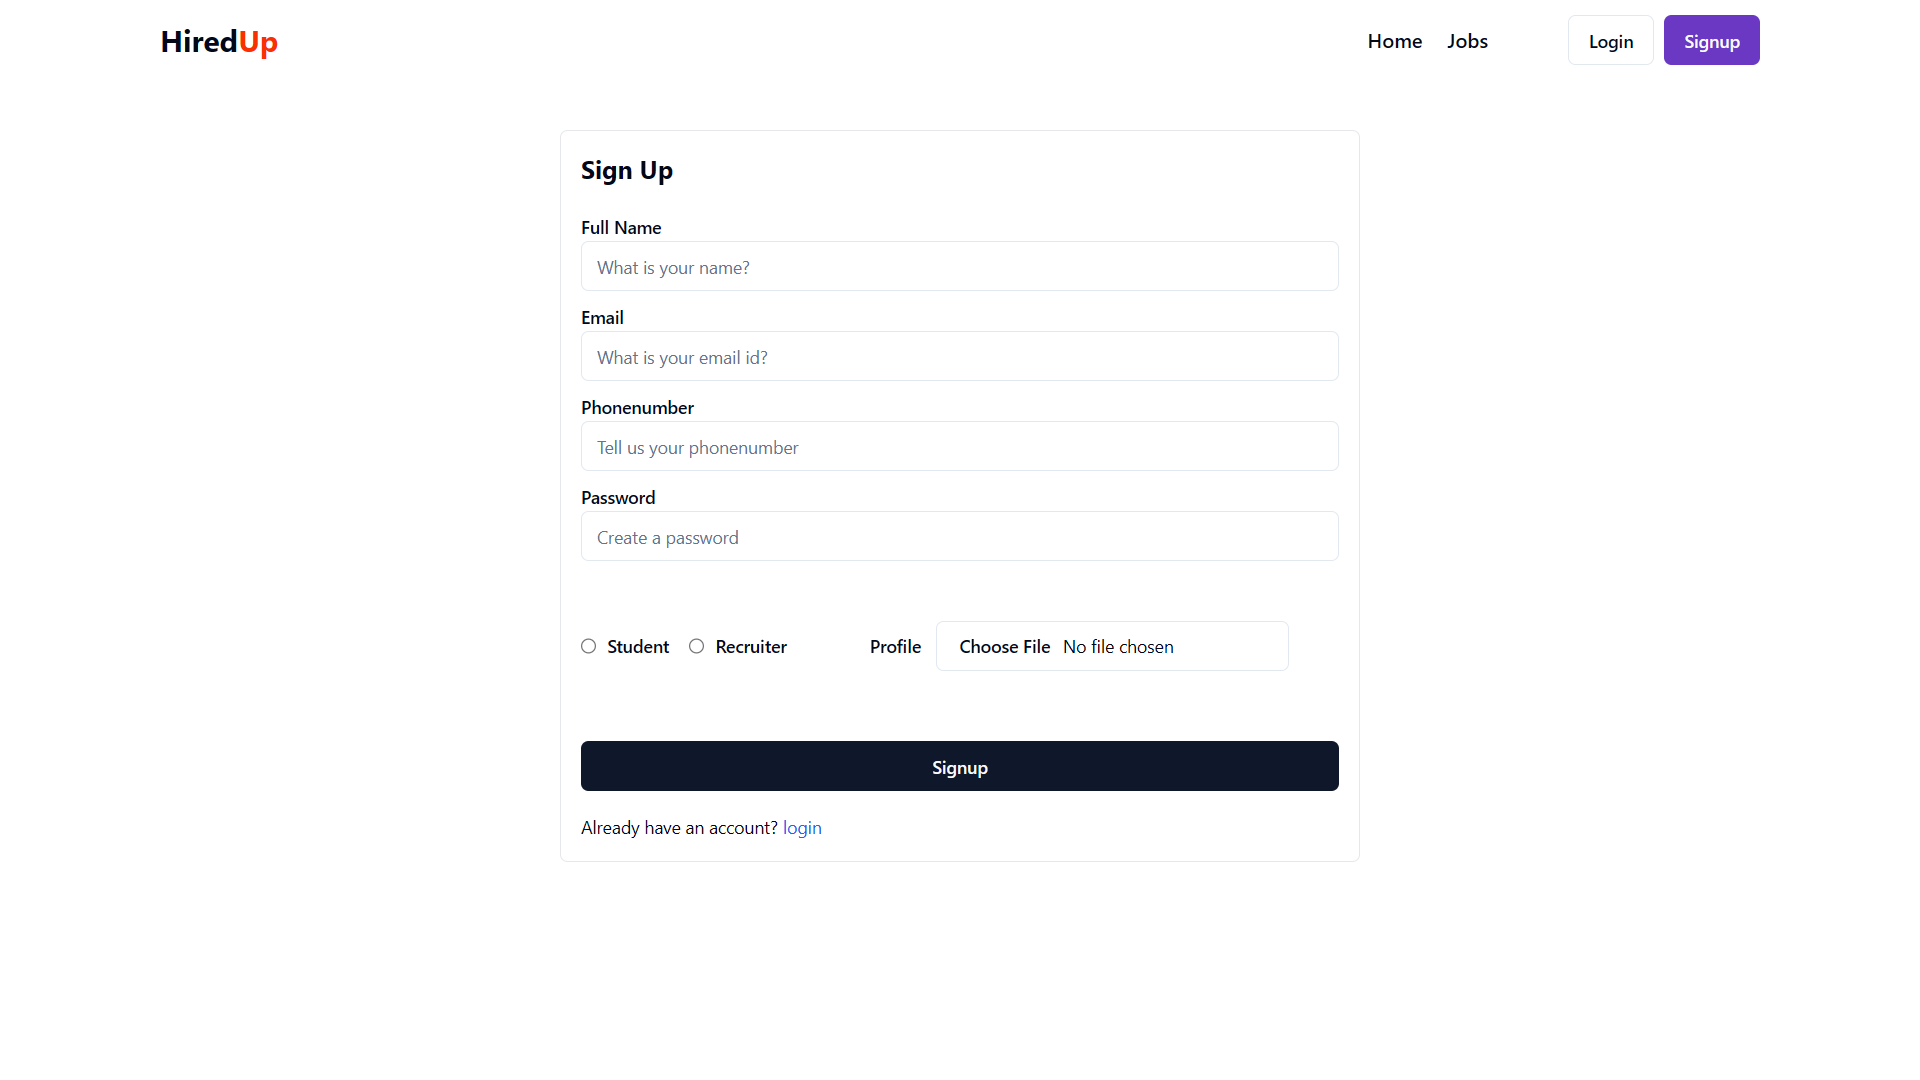 HiredUp Home Jobs Login Signup
Sign Up
Full Name
What is your name?
Email
What is your email id?
Phonenumber
Tell us your phonenumber
Password
Create a password
Student Recruiter Profile Choose File No file chosen
Signup
Already have an account? login